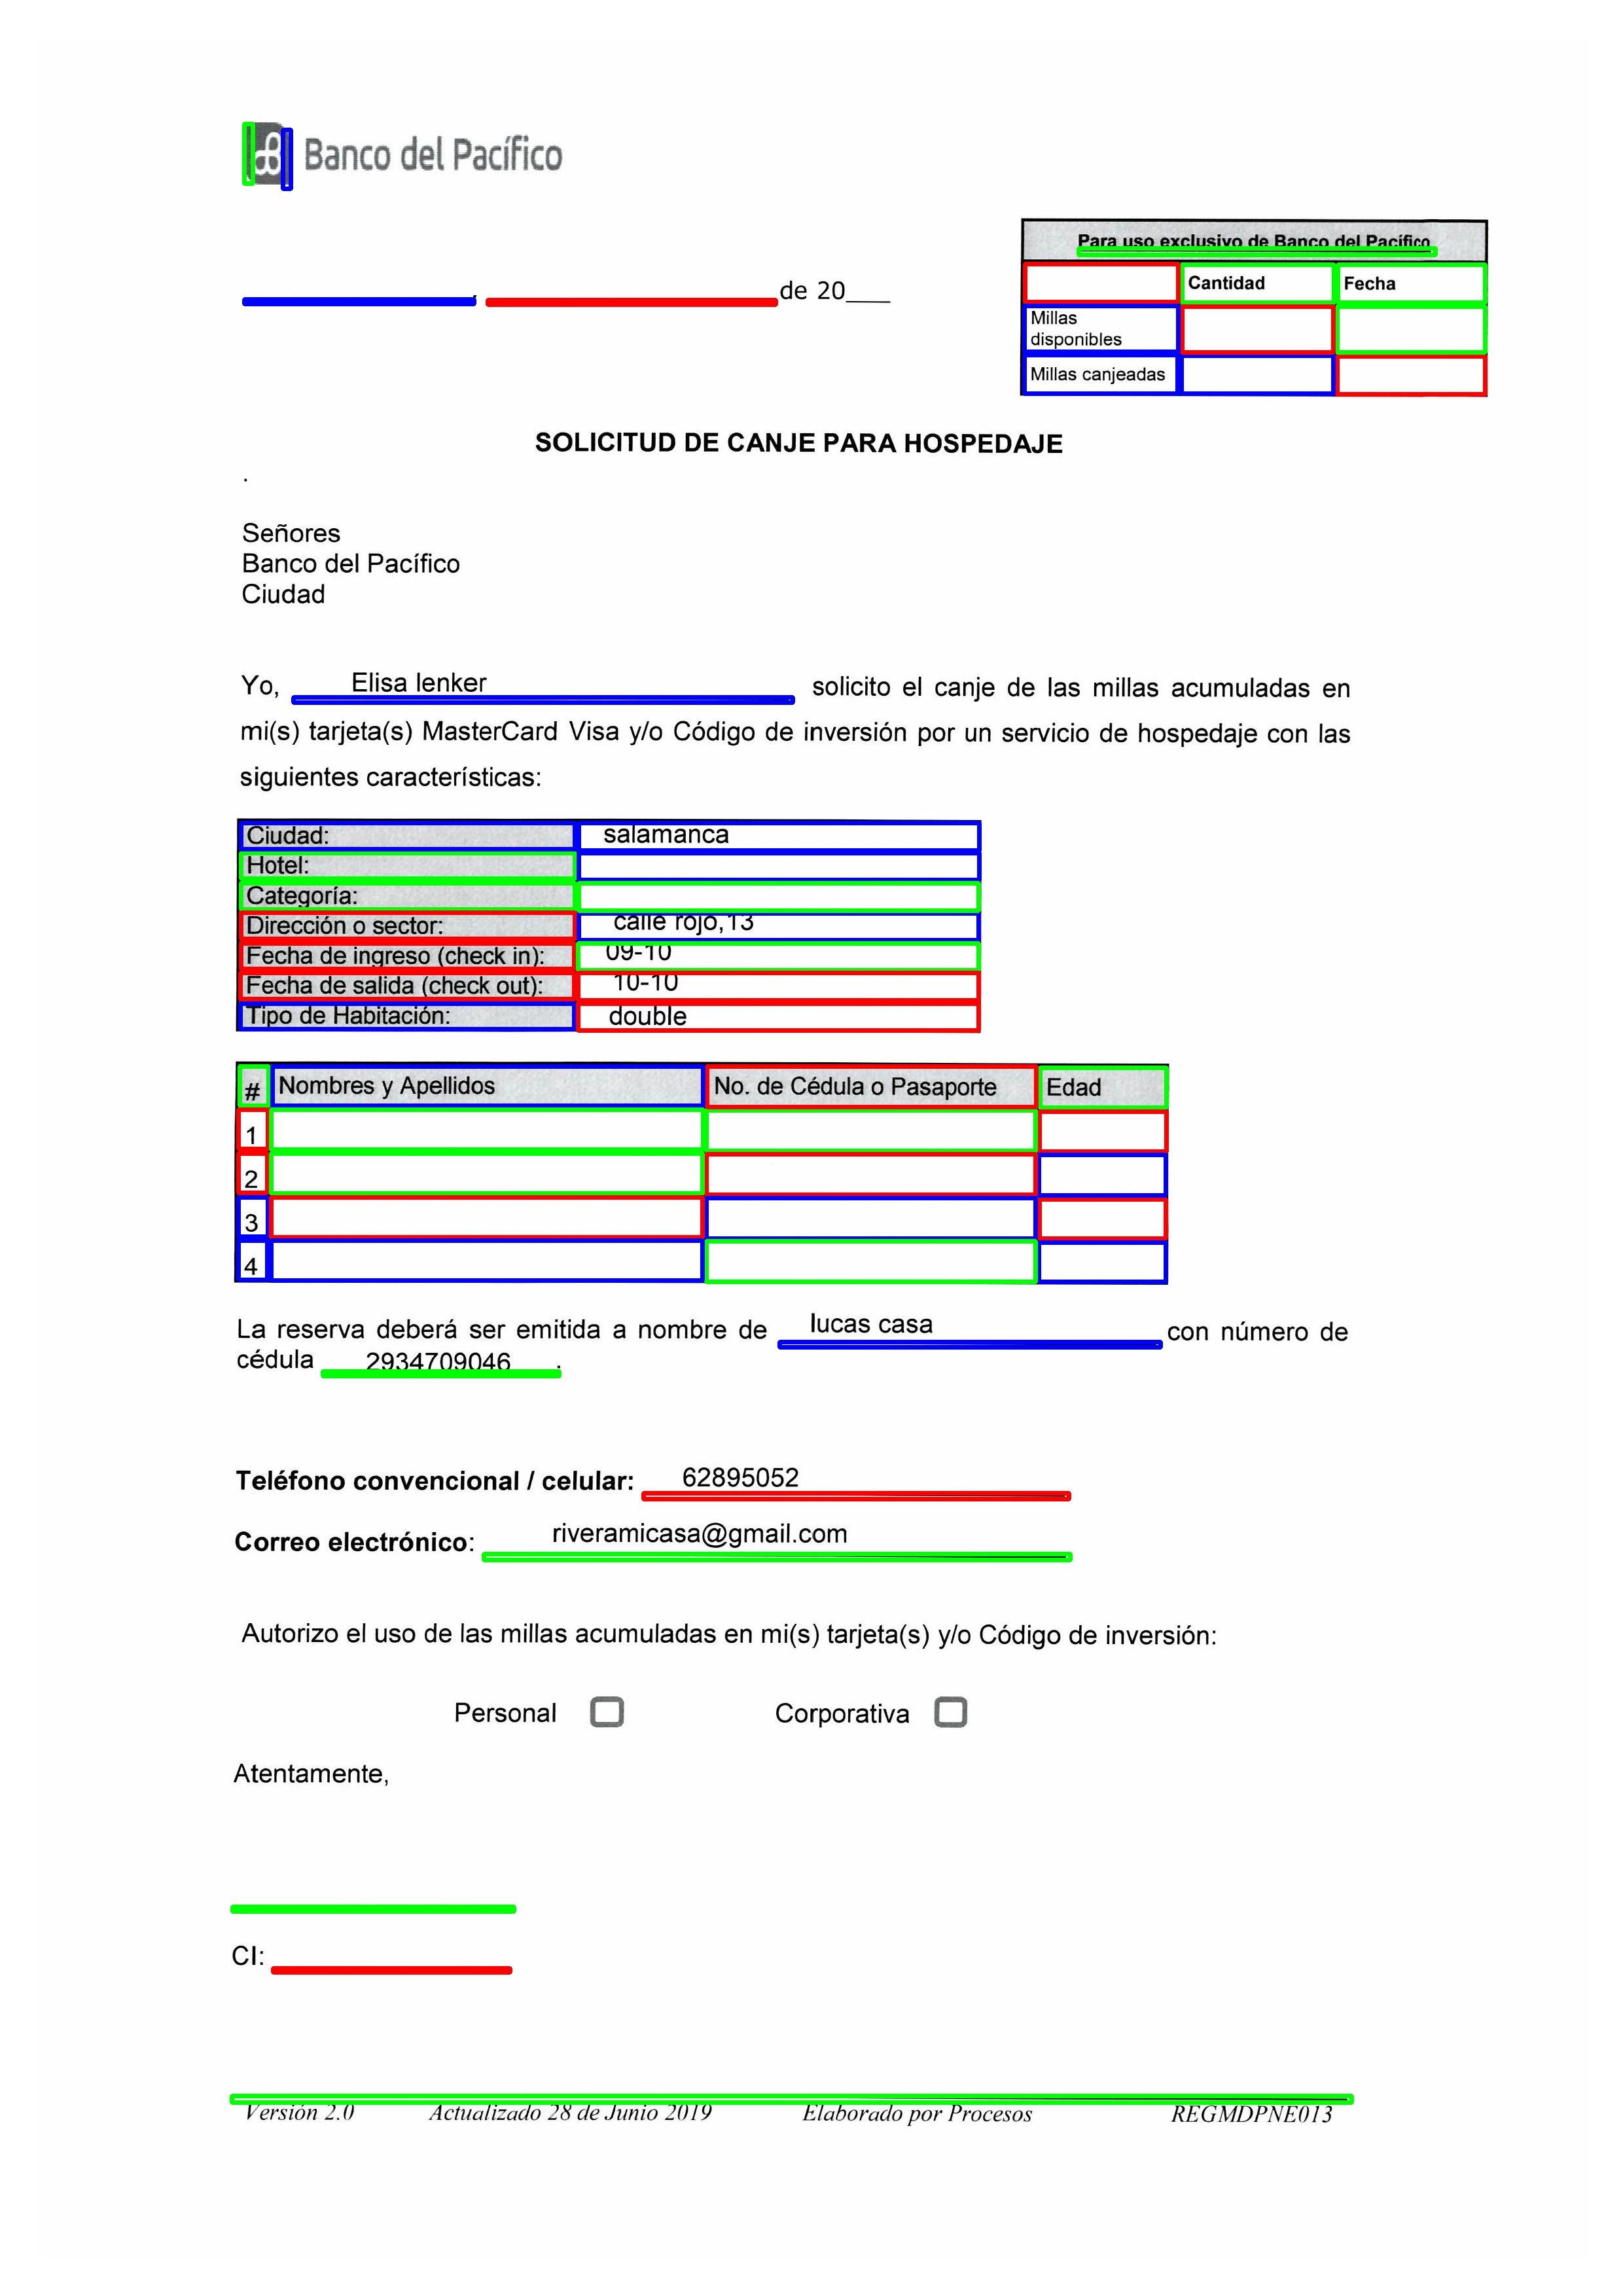 Banco del Pacífico
Para uso exclusivo de Banco del Pacífico
Cantidad Fecha
, de 20___
Millas
disponibles
Millas canjeadas
SOLICITUD DE CANJE PARA HOSPEDAJE
.
Señores
Banco del Pacífico
Ciudad
Yo, Elisa lenker solicito el canje de las millas acumuladas en
mi(s) tarjeta(s) MasterCard Visa y/o Código de inversión por un servicio de hospedaje con las
siguientes características:
Ciudad: salamanca
Hotel:
Categoría:
Dirección o sector: calle rojo,13
Fecha de ingreso (check in): 09-10
Fecha de salida (check out): 10-10
Tipo de Habitación: double
# Nombres y Apellidos No. de Cédula o Pasaporte Edad
1
2
3
4
La reserva deberá ser emitida a nombre de lucas casa con número de
cédula 2934709046 .
Teléfono convencional / celular: 62895052
Correo electrónico: riveramicasa@gmail.com
Autorizo el uso de las millas acumuladas en mi(s) tarjeta(s) y/o Código de inversión:
Personal Corporativa
Atentamente,
CI:
Versión 2.0 Actualizado 28 de Junio 2019 Elaborado por Procesos REGMDPNE013